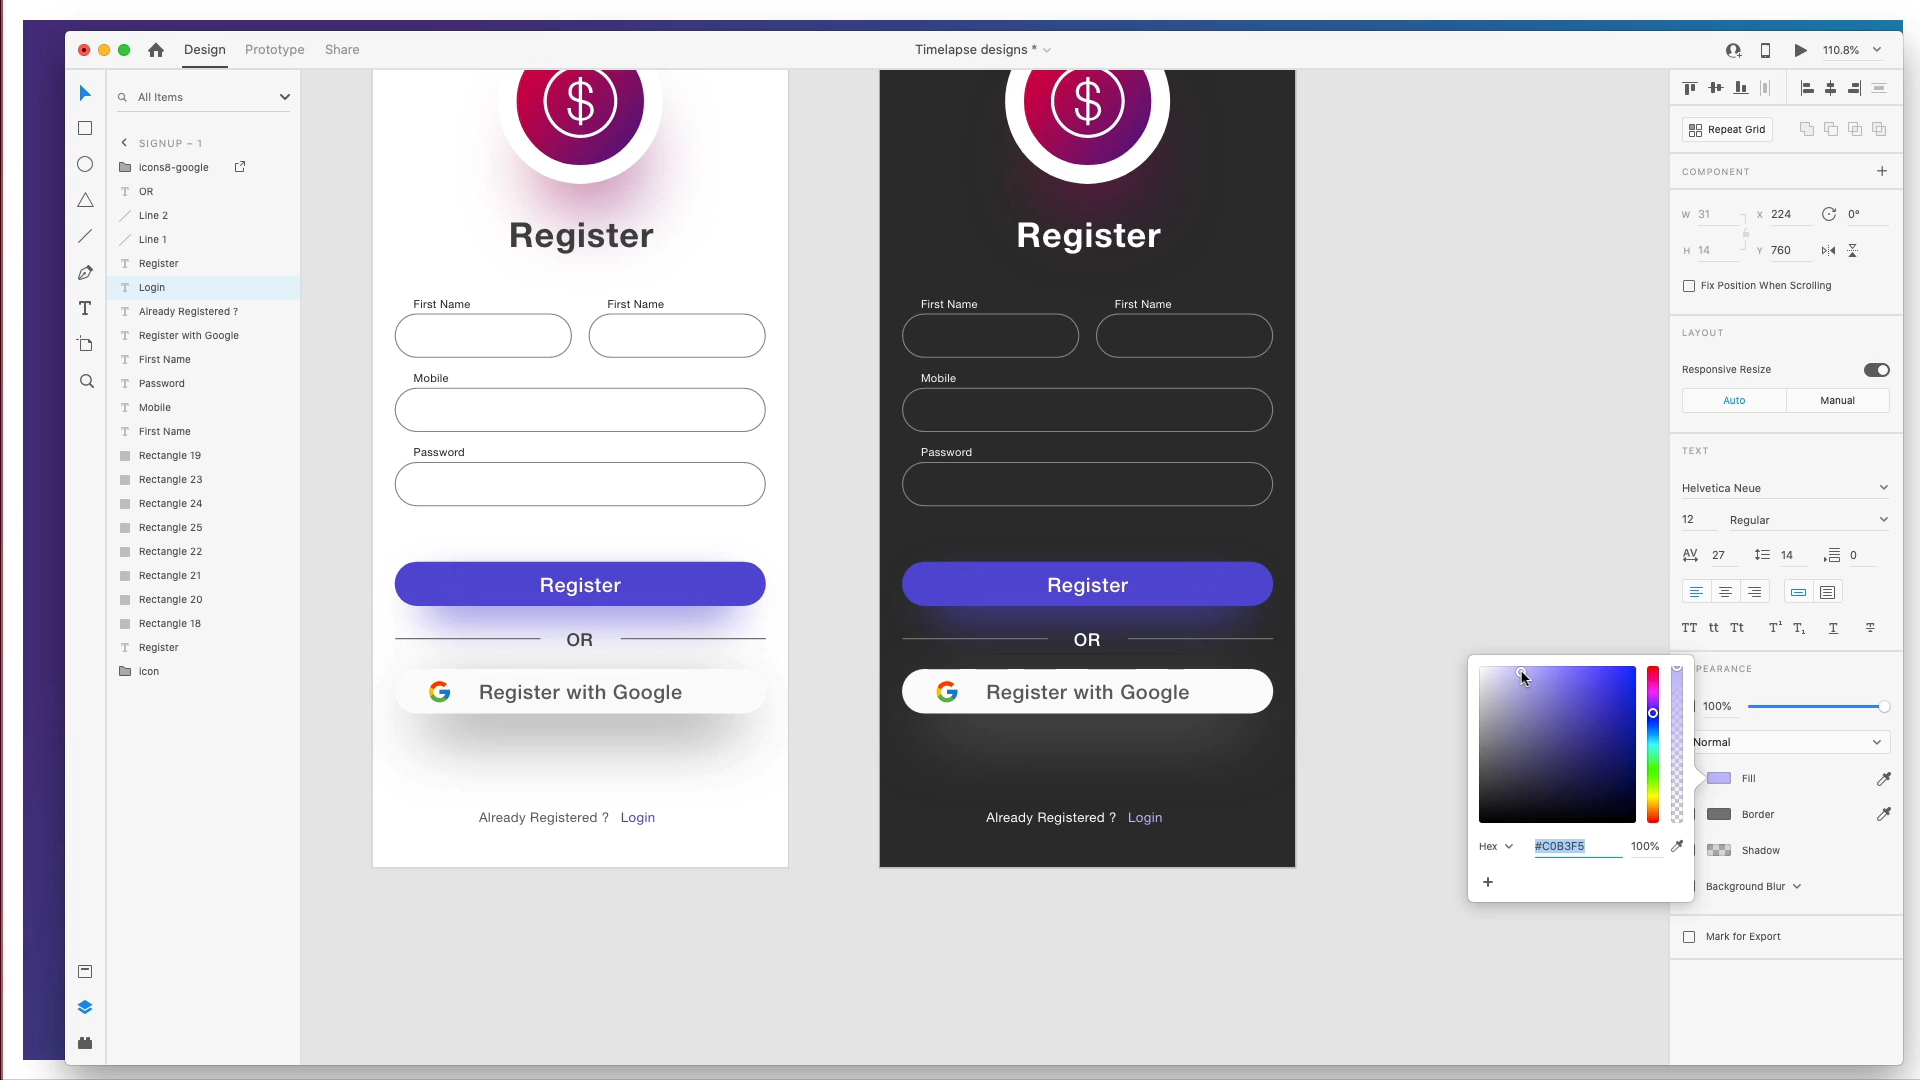 Design Prototype Share
Timelapse designs *
110.8%
All Items
SIGNUP – 1
icons8-google
OR
Line 2
Line 1
Register
Login
Already Registered ?
Register with Google
First Name
Password
Mobile
First Name
Rectangle 19
Rectangle 23
Rectangle 24
Rectangle 25
Rectangle 22
Rectangle 21
Rectangle 20
Rectangle 18
Register
icon
$
Register
First Name First Name
Mobile
Password
Register
OR
G Register with Google
Already Registered ? Login
$
Register
First Name First Name
Mobile
Password
Register
OR
G Register with Google
Already Registered ? Login
Repeat Grid
COMPONENT
W 31 X 224 0°
H 14 Y 760
Fix Position When Scrolling
LAYOUT
Responsive Resize
Auto Manual
TEXT
Helvetica Neue
12 Regular
AV 27 14 0
TT tt Tt T¹ T₁ T T
PEARANCE
100%
Normal
Fill
Border
Shadow
Background Blur
Mark for Export
Hex #C0B3F5 100%